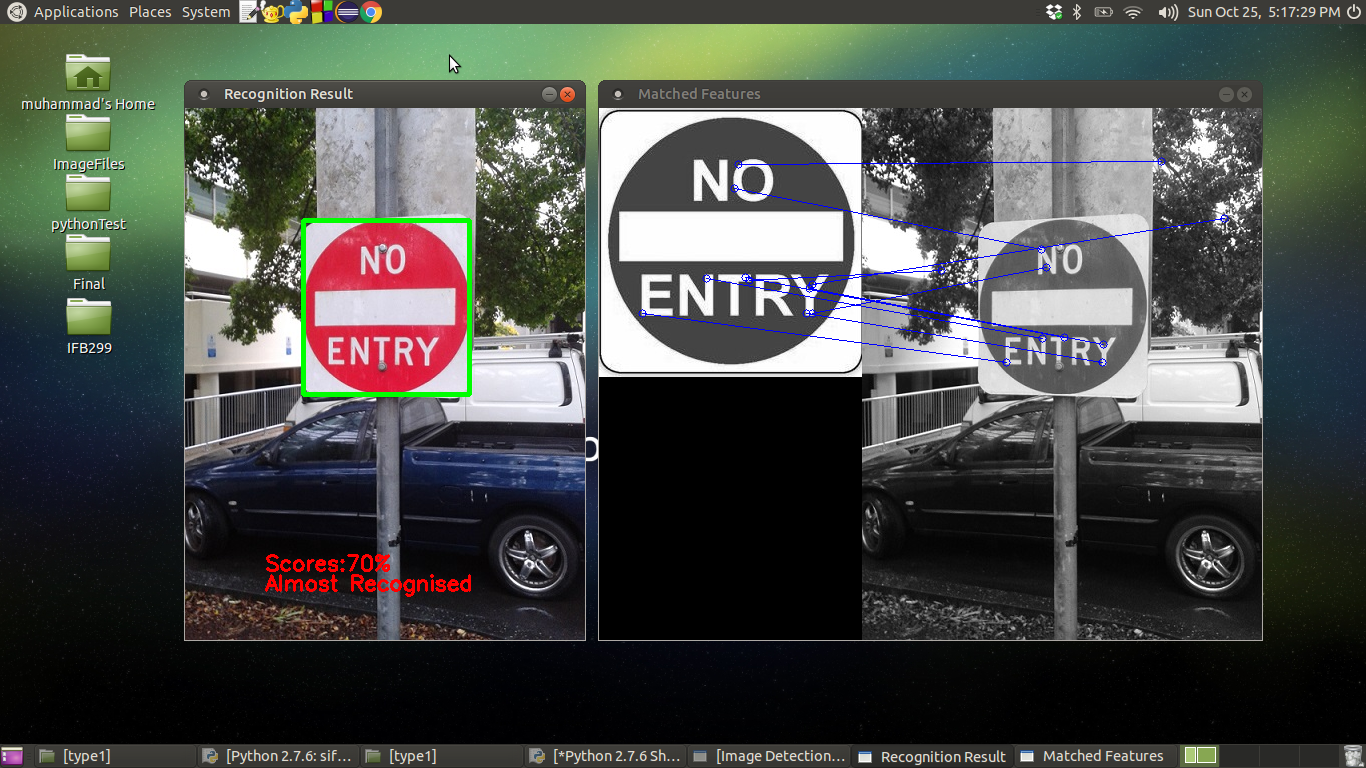 Applications Places System
Sun Oct 25, 5:17:29 PM
muhammad's Home
ImageFiles
pythonTest
Final
IFB299
Recognition Result
NO
ENTRY
Scores:70%
Almost Recognised
Matched Features
NO
ENTRY
NO
ENTRY
[type1]
[Python 2.7.6: sif...
[type1]
[*Python 2.7.6 Sh...
[Image Detection...
Recognition Result
Matched Features